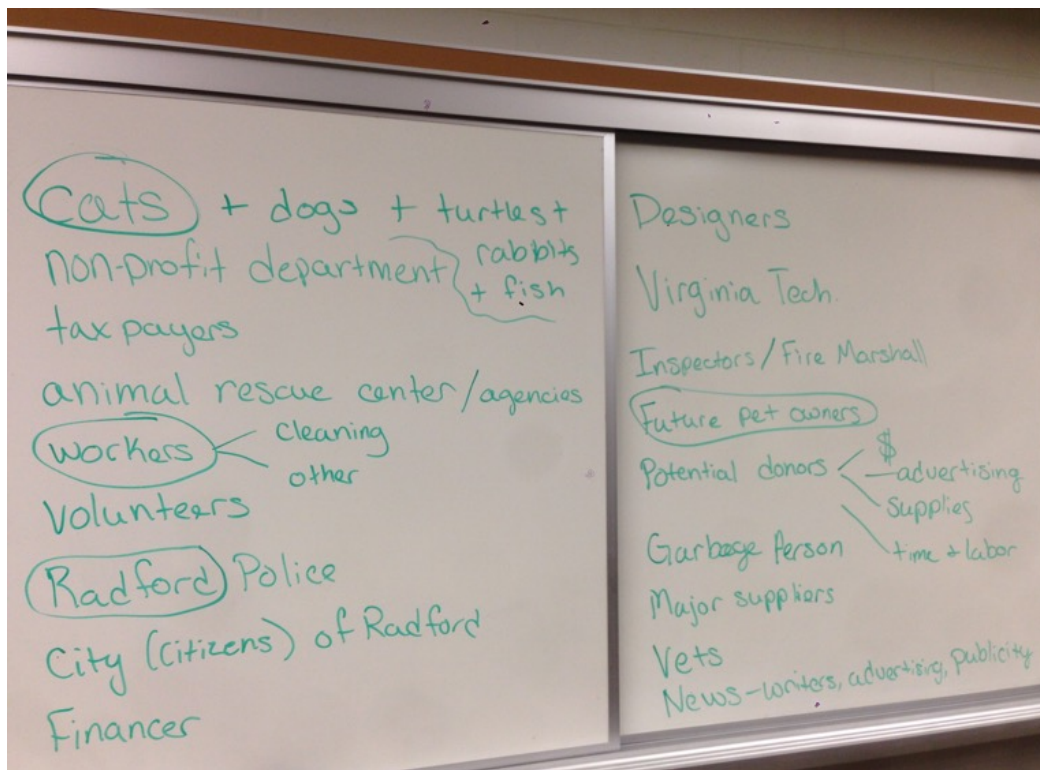 Cats + dogs + turtles +
rabbits
+ fish
non-profit department
tax payers
animal rescue center/agencies
workers
cleaning
other
Volunteers
Radford Police
City (citizens) of Radford
Financer
Designers
Virginia Tech.
Inspectors/Fire Marshall
Future pet owners
Potential donors
$
advertising
supplies
time + labor
Garbage Person
Major suppliers
Vets
News-writers, advertising, publicity